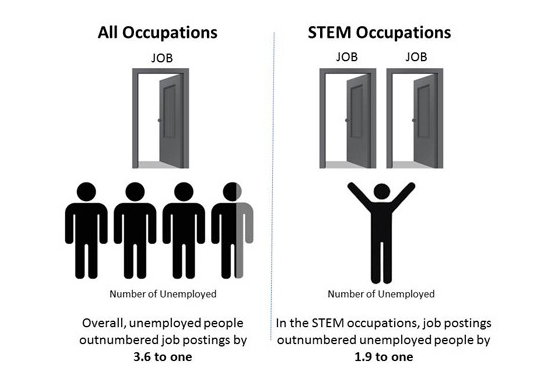 All Occupations
JOB
Number of Unemployed
Overall, unemployed people
outnumbered job postings by
3.6 to one
STEM Occupations
JOB
JOB
Number of Unemployed
In the STEM occupations, job postings
outnumbered unemployed people by
1.9 to one